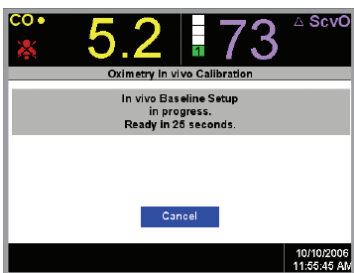 CO •
5.2
1
73
△ ScvO
Oximetry In vivo Calibration
In vivo Baseline Setup
in progress.
Ready in 25 seconds.
Cancel
10/10/2006
11:55:45 AM